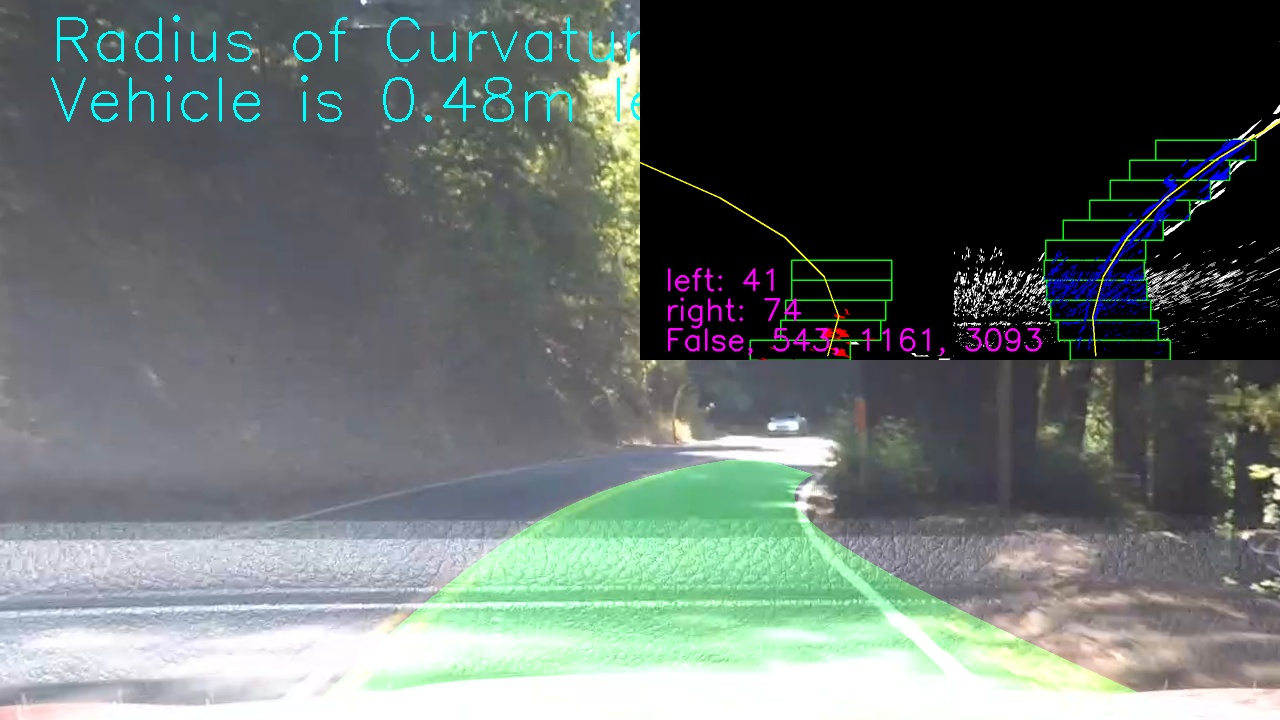 Radius of Curvatur
Vehicle is 0.48m le
left: 41
right: 74
False, 543, 1161, 3093